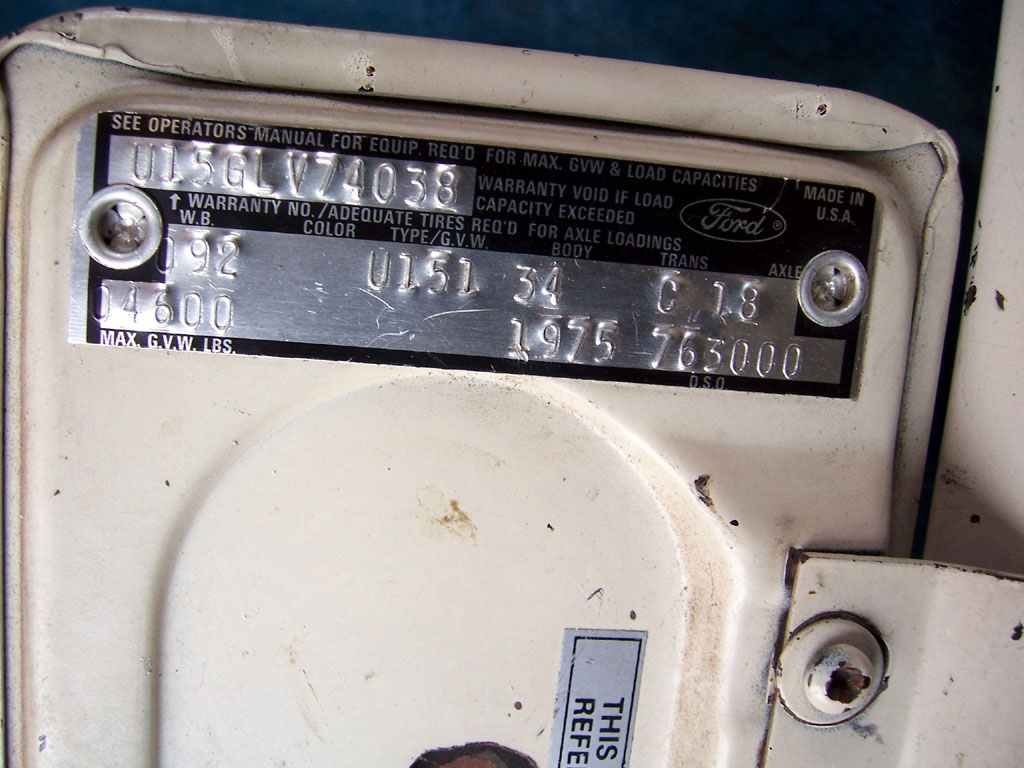 SEE OPERATORS MANUAL FOR EQUIP. REQ'D FOR MAX. GVW & LOAD CAPACITIES
U15GLV74038
WARRANTY VOID IF LOAD
CAPACITY EXCEEDED
Ford ®
MADE IN
U.S.A.
↑ WARRANTY NO./ADEQUATE TIRES REQ'D FOR AXLE LOADINGS
W.B. COLOR TYPE/G.V.W. BODY TRANS AXLE
092 U151 34 C 18
04600 1975 763000
MAX. G.V.W. LBS. D.S.O.
THIS
REFE